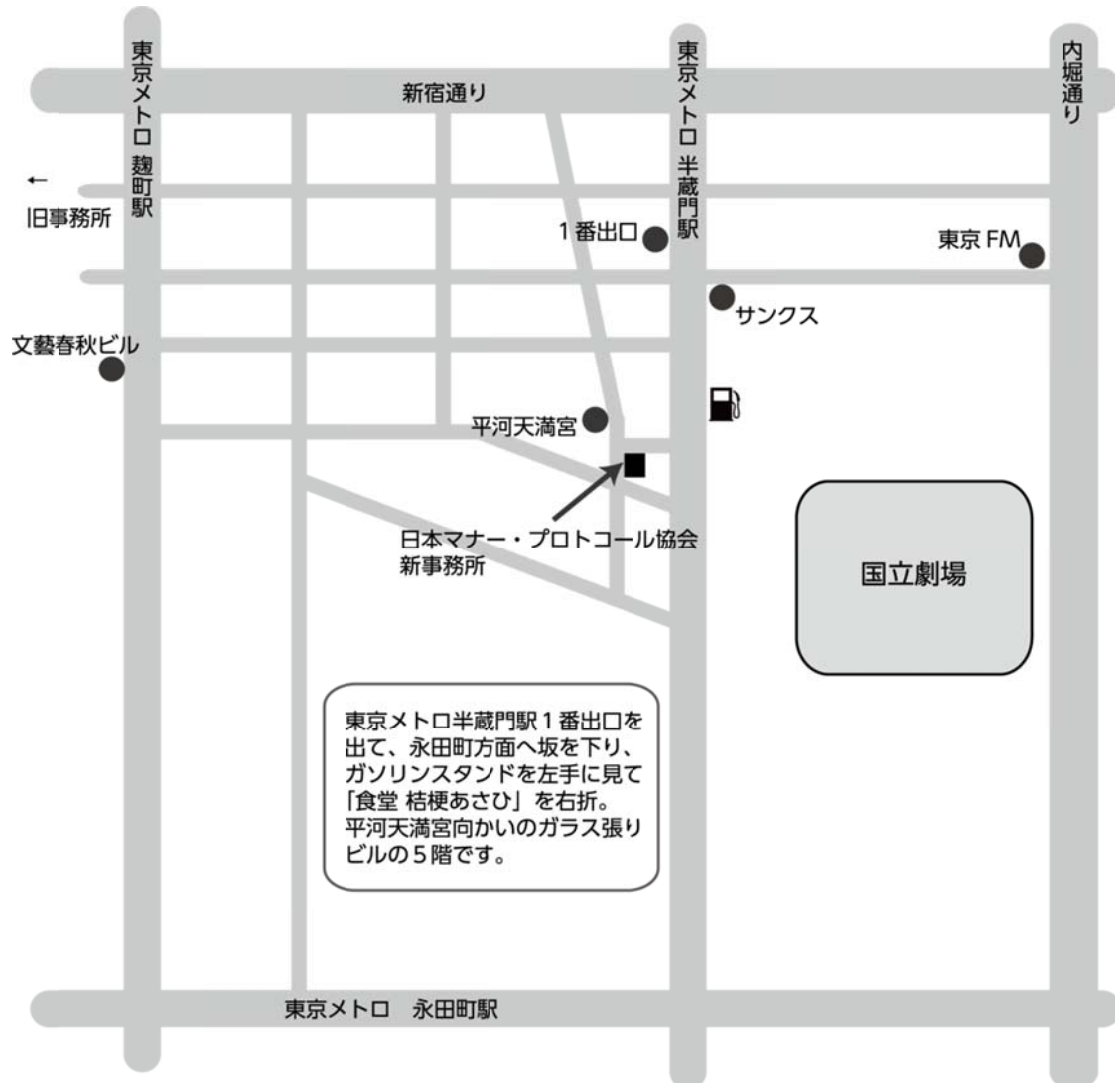 東京メトロ 麹町駅
新宿通り
東京メトロ 半蔵門駅
内堀通り
←
旧事務所
1番出口
東京FM
サンクス
文藝春秋ビル
平河天満宮
日本マナー・プロトコール協会
新事務所
国立劇場
東京メトロ半蔵門駅1番出口を
出て、永田町方面へ坂を下り、
ガソリンスタンドを左手に見て
「食堂 桔梗あさひ」を右折。
平河天満宮向かいのガラス張り
ビルの5階です。
東京メトロ 永田町駅